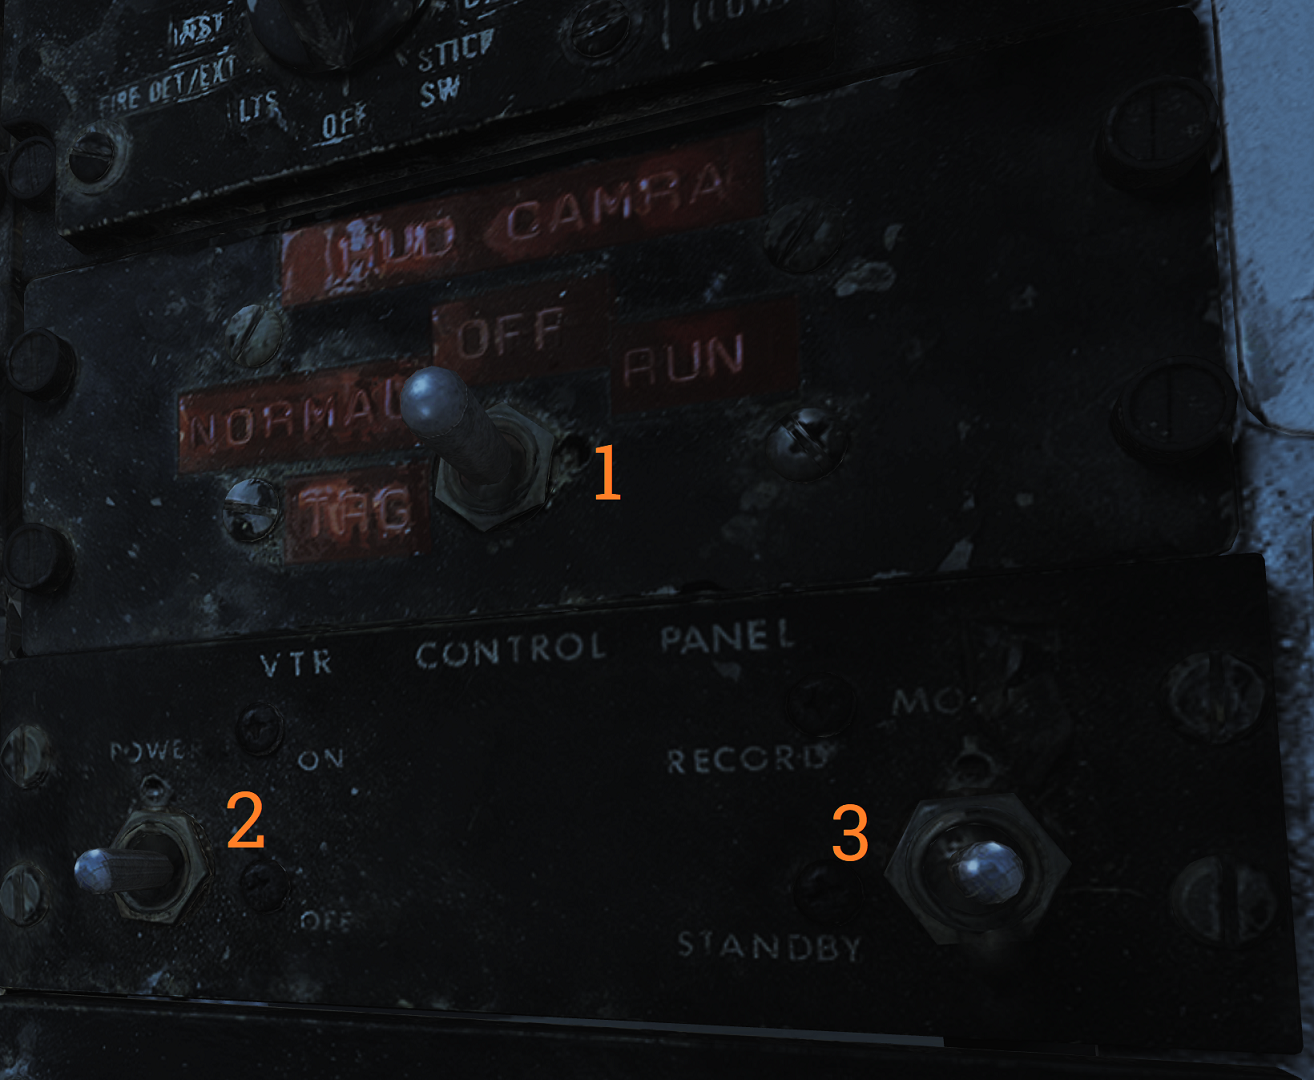 INST
FIRE DET/EXT
LTS
OFF
STICK
SW
HUD CAMRA
OFF
RUN
NORMAL
TRG
1
VTR CONTROL PANEL
POWER
ON
2
OFF
RECORD
3
STANDBY